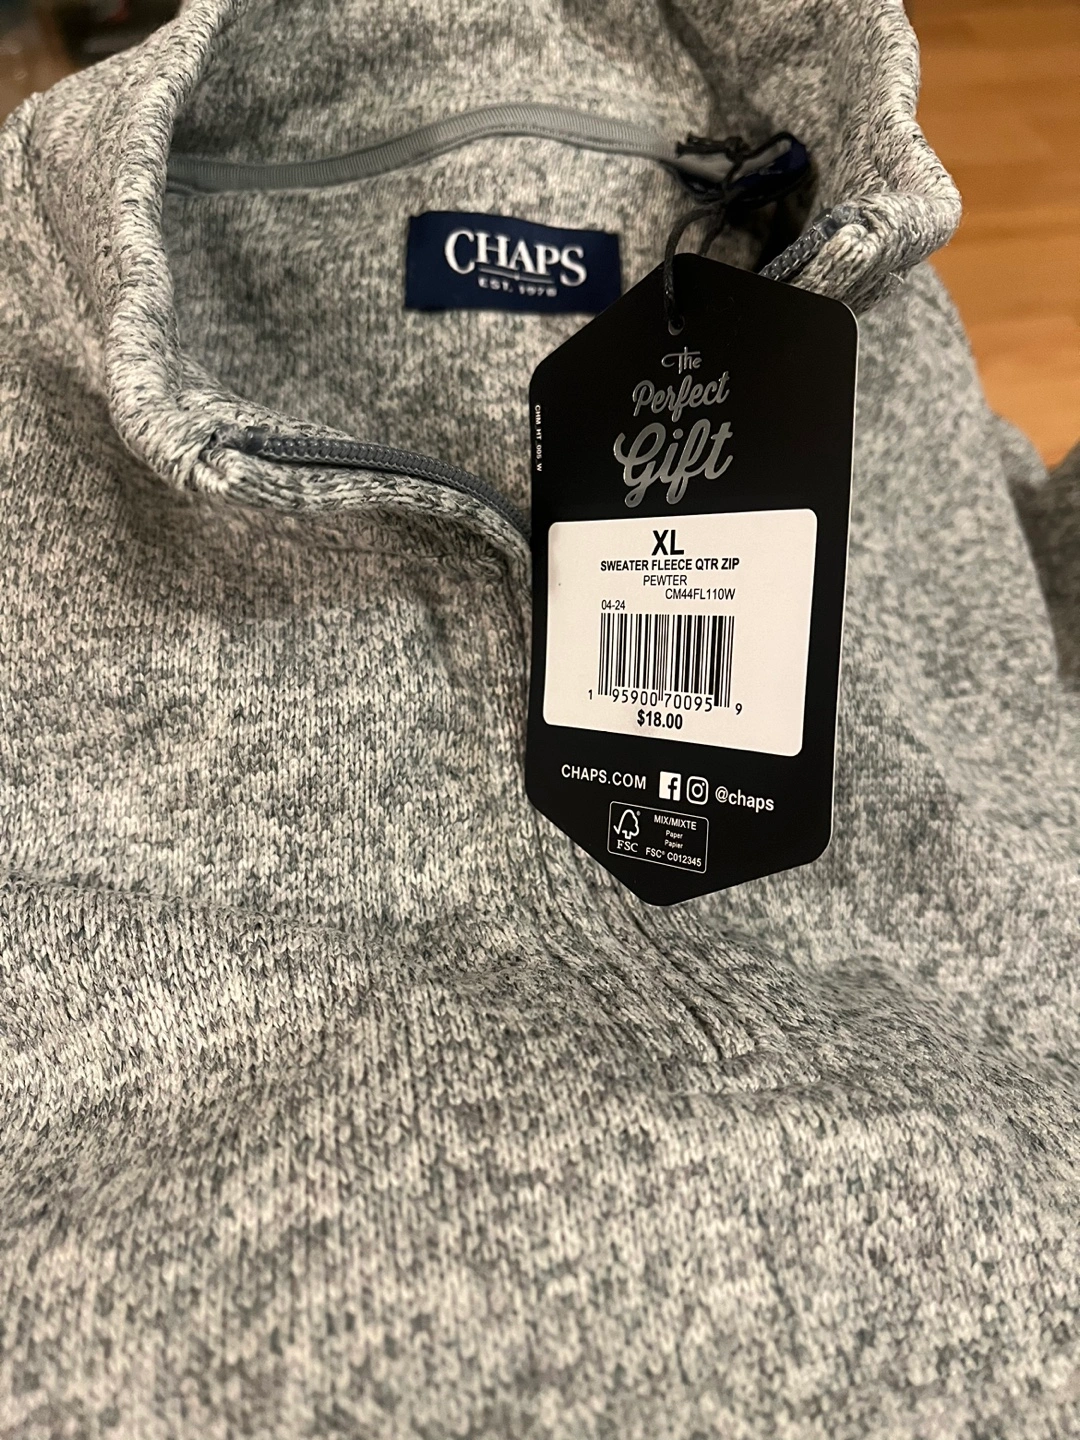 CHAPS
EST. 1978
The
Perfect
Gift
CHM_HT_005_W
XL
SWEATER FLEECE QTR ZIP
PEWTER
CM44FL110W
04-24
1 95900 70095 9
$18.00
CHAPS.COM @chaps
MIX/MIXTE
Paper
Papier
FSC FSC® C012345